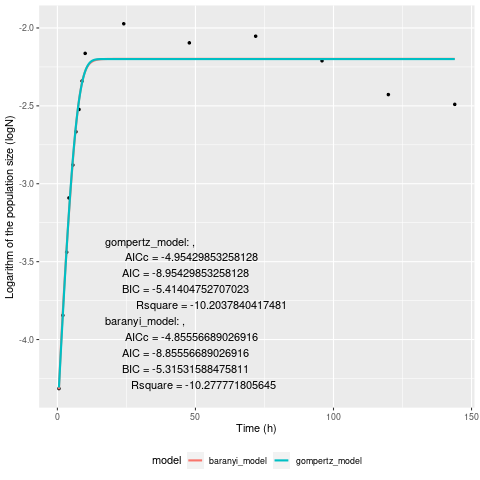 -2.0
-2.5
-3.0
-3.5
-4.0
Logarithm of the population size (logN)
gompertz_model: ,
AICc = -4.95429853258128
AIC = -8.95429853258128
BIC = -5.41404752707023
Rsquare = -10.2037840417481
baranyi_model: ,
AICc = -4.85556689026916
AIC = -8.85556689026916
BIC = -5.31531588475811
Rsquare = -10.277771805645
0 50 100 150
Time (h)
model baranyi_model gompertz_model